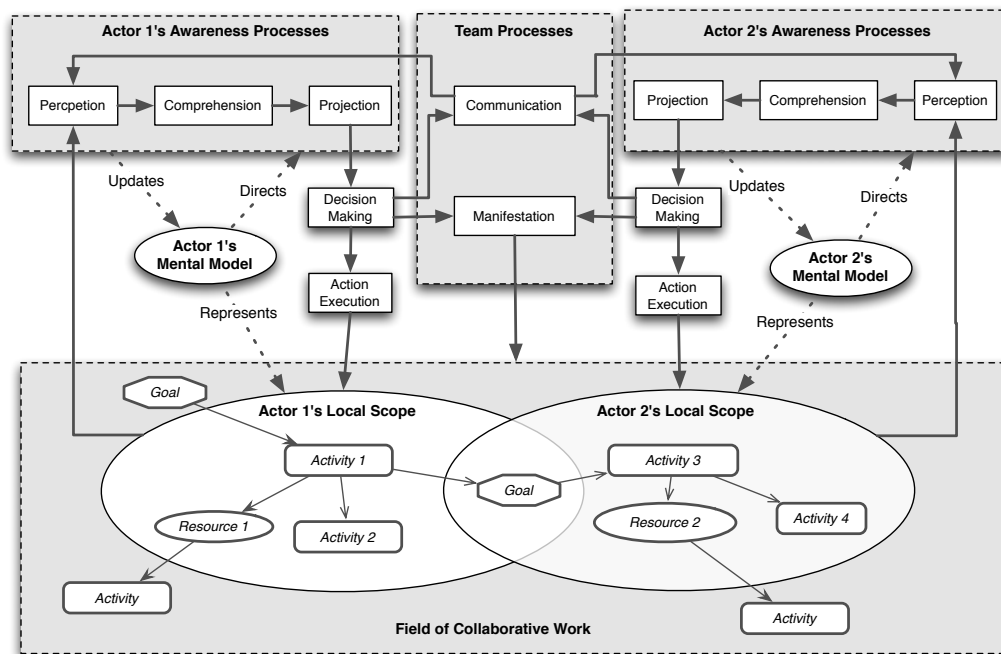 Actor 1's Awareness Processes
Team Processes
Actor 2's Awareness Processes
Percpetion
Comprehension
Projection
Communication
Projection
Comprehension
Perception
Updates
Directs
Decision
Making
Manifestation
Decision
Making
Updates
Directs
Actor 1's
Mental Model
Actor 2's
Mental Model
Action
Execution
Action
Execution
Represents
Represents
Goal
Actor 1's Local Scope
Actor 2's Local Scope
Activity 1
Activity 3
Goal
Resource 1
Activity 2
Resource 2
Activity 4
Activity
Activity
Field of Collaborative Work